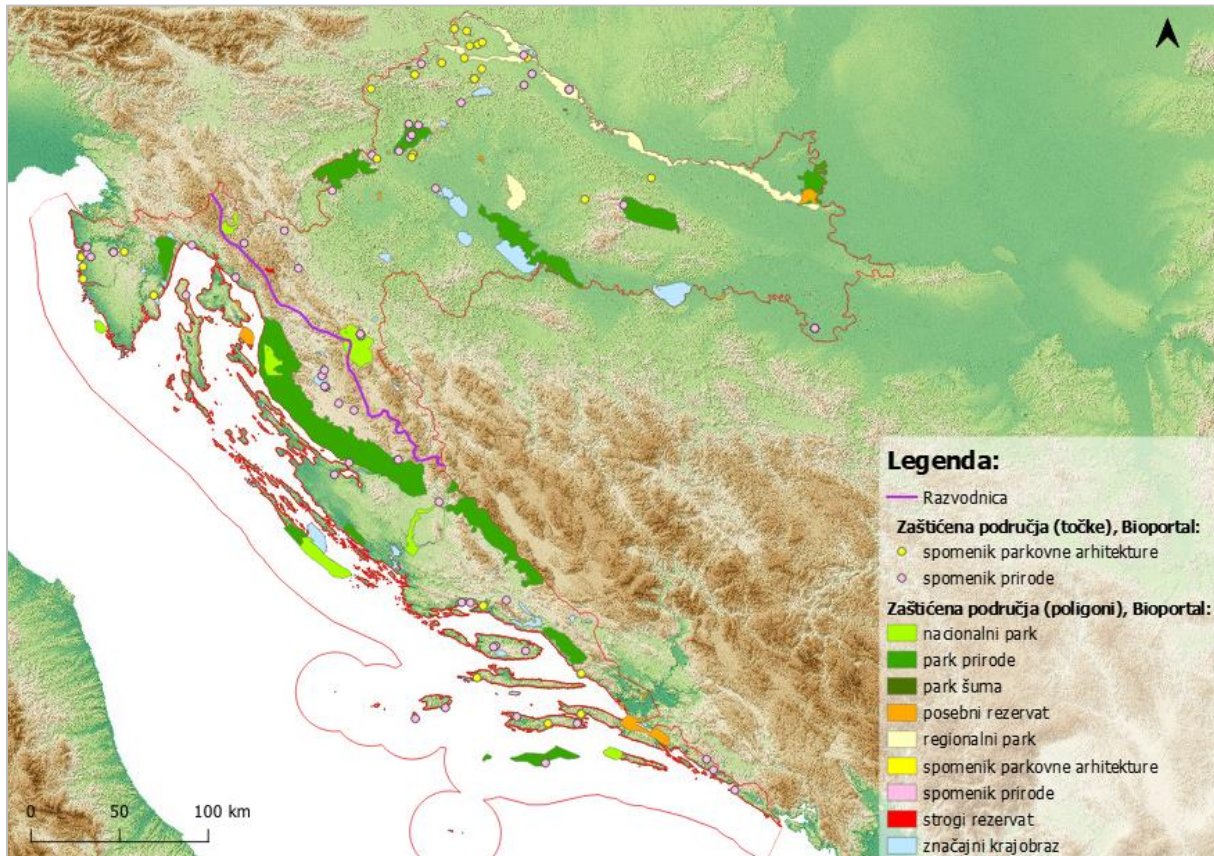 Legenda:
Razvodnica
Zaštićena područja (točke), Bioportal:
spomenik parkovne arhitekture
spomenik prirode
Zaštićena područja (poligoni), Bioportal:
nacionalni park
park prirode
park šuma
posebni rezervat
regionalni park
spomenik parkovne arhitekture
spomenik prirode
strogi rezervat
značajni krajobraz
0 50 100 km